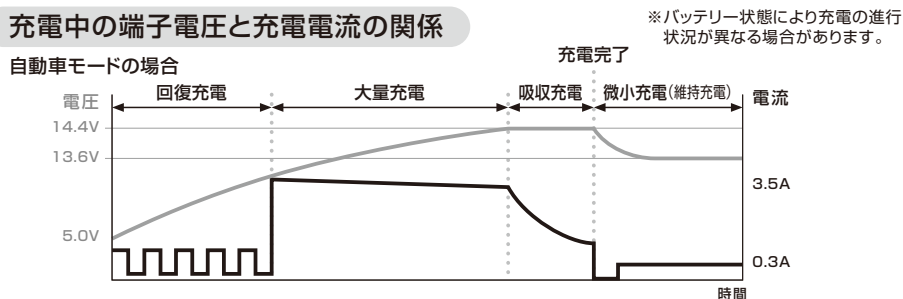 充電中の端子電圧と充電電流の関係
※バッテリー状態により充電の進行
状況が異なる場合があります。
自動車モードの場合
充電完了
回復充電
大量充電
吸収充電
微小充電(維持充電)
電圧
電流
14.4V
13.6V
3.5A
5.0V
0.3A
時間